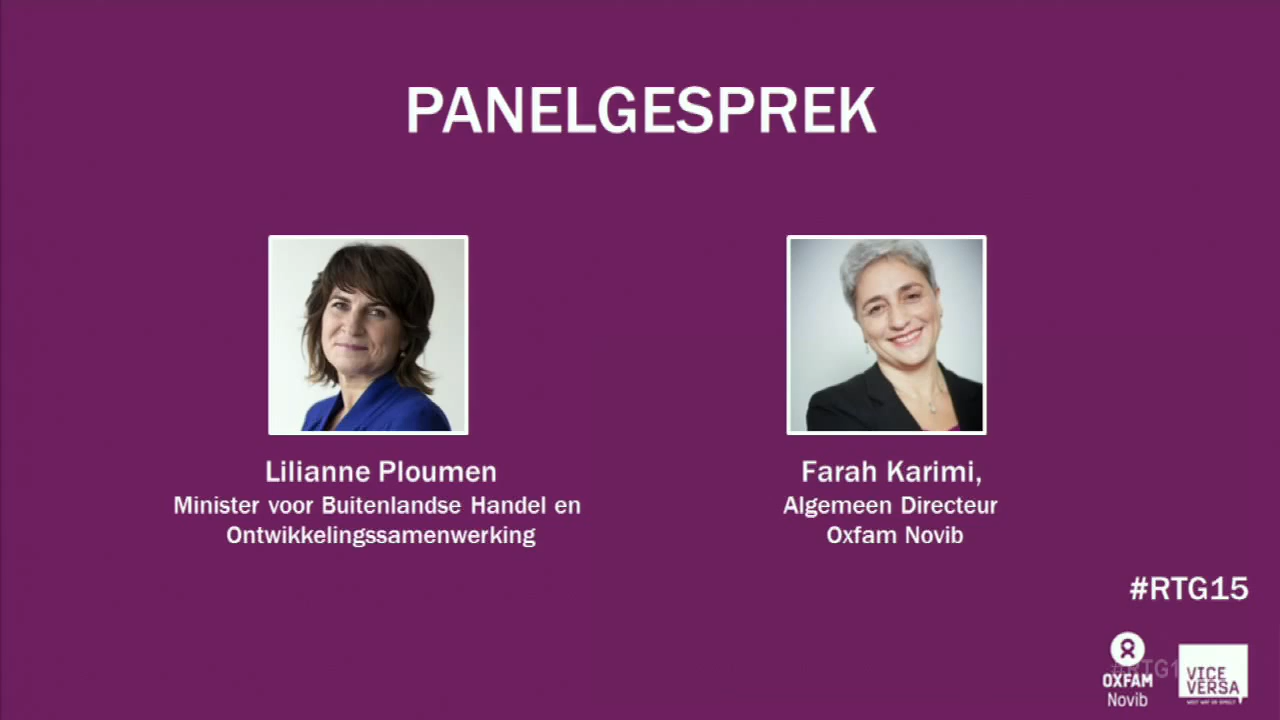 PANELGESPREK
Lilianne Ploumen
Minister voor Buitenlandse Handel en
Ontwikkelingssamenwerking
Farah Karimi,
Algemeen Directeur
Oxfam Novib
#RTG15
OXFAM
Novib
VICE
VERSA